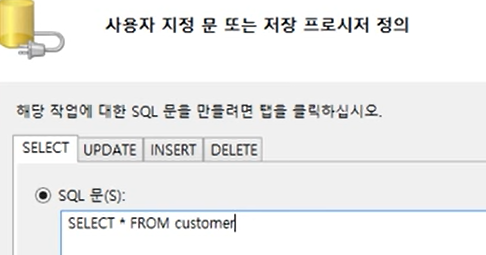 사용자 지정 문 또는 저장 프로시저 정의
해당 작업에 대한 SQL 문을 만들려면 탭을 클릭하십시오.
SELECT UPDATE INSERT DELETE
SQL 문(S):
SELECT * FROM customer